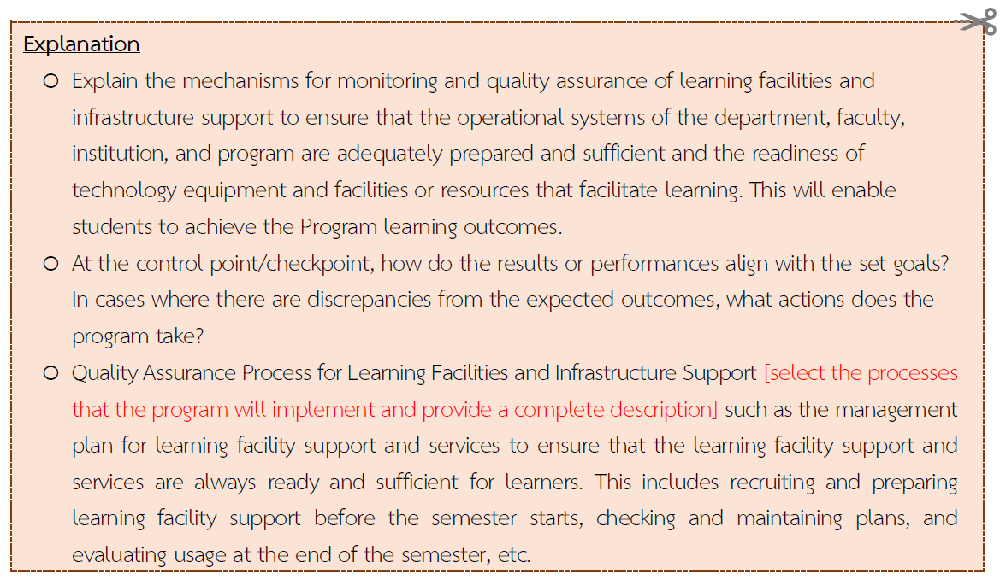 Explanation
○ Explain the mechanisms for monitoring and quality assurance of learning facilities and
infrastructure support to ensure that the operational systems of the department, faculty,
institution, and program are adequately prepared and sufficient and the readiness of
technology equipment and facilities or resources that facilitate learning. This will enable
students to achieve the Program learning outcomes.
○ At the control point/checkpoint, how do the results or performances align with the set goals?
In cases where there are discrepancies from the expected outcomes, what actions does the
program take?
○ Quality Assurance Process for Learning Facilities and Infrastructure Support [select the processes
that the program will implement and provide a complete description] such as the management
plan for learning facility support and services to ensure that the learning facility support and
services are always ready and sufficient for learners. This includes recruiting and preparing
learning facility support before the semester starts, checking and maintaining plans, and
evaluating usage at the end of the semester, etc.